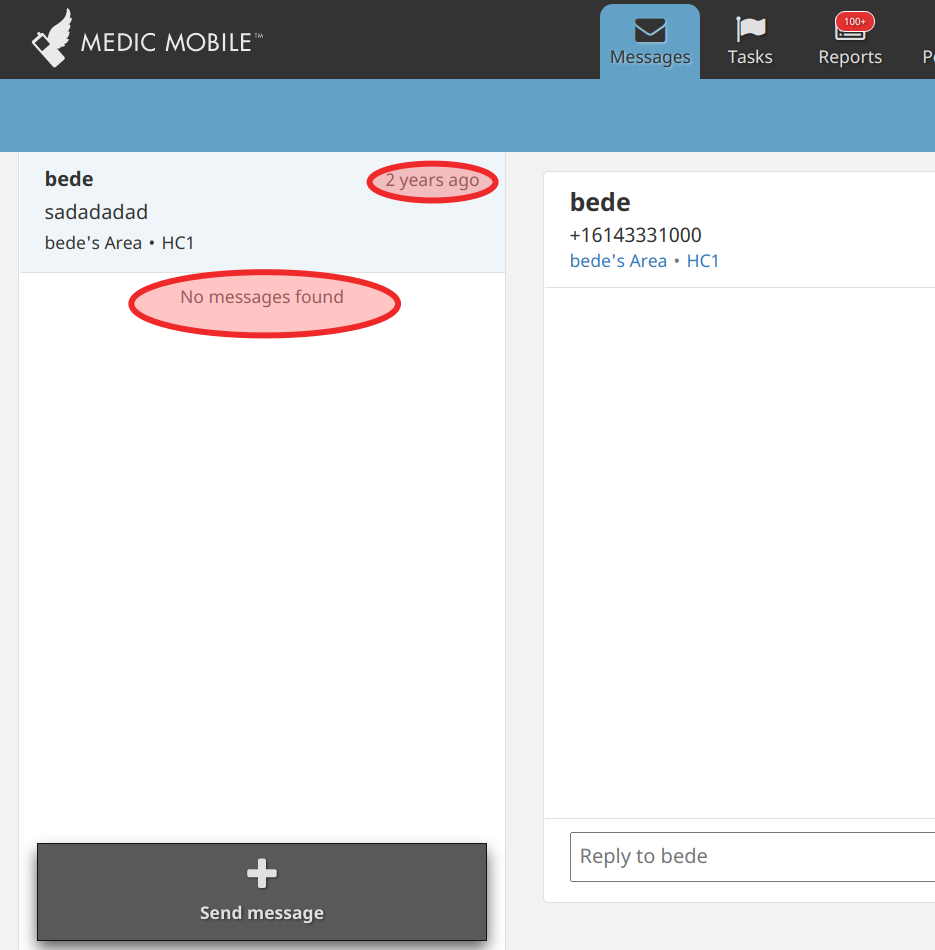 MEDIC MOBILE™
Messages
Tasks
100+
Reports
bede
2 years ago
sadadadad
bede's Area • HC1
No messages found
Send message
bede
+16143331000
bede's Area • HC1
Reply to bede